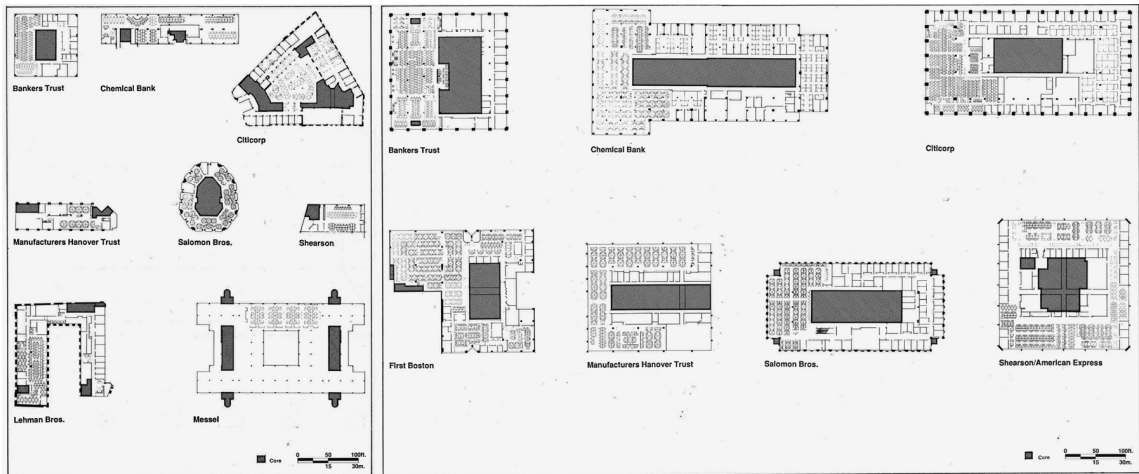 Bankers Trust
Chemical Bank
Citicorp
Manufacturers Hanover Trust
Salomon Bros.
Shearson
Lehman Bros.
Messel
Core
0 50 100ft.
15 30m.
Bankers Trust
Chemical Bank
Citicorp
First Boston
Manufacturers Hanover Trust
Salomon Bros.
Shearson/American Express
Core
0 50 100ft.
15 30m.